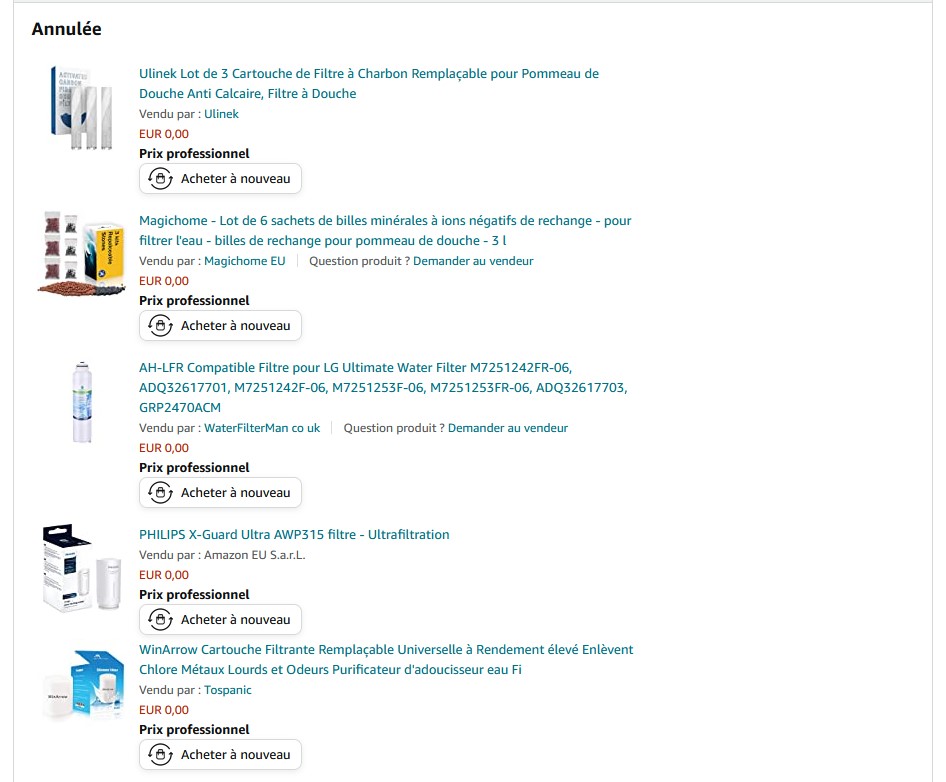 Annulée
Ulinek Lot de 3 Cartouche de Filtre à Charbon Remplaçable pour Pommeau de
Douche Anti Calcaire, Filtre à Douche
Vendu par : Ulinek
EUR 0,00
Prix professionnel
Acheter à nouveau
Magichome - Lot de 6 sachets de billes minérales à ions négatifs de rechange - pour
filtrer l'eau - billes de rechange pour pommeau de douche - 3 l
Vendu par : Magichome EU | Question produit ? Demander au vendeur
EUR 0,00
Prix professionnel
Acheter à nouveau
AH-LFR Compatible Filtre pour LG Ultimate Water Filter M7251242FR-06,
ADQ32617701, M7251242F-06, M7251253F-06, M7251253FR-06, ADQ32617703,
GRP2470ACM
Vendu par : WaterFilterMan co uk | Question produit ? Demander au vendeur
EUR 0,00
Prix professionnel
Acheter à nouveau
PHILIPS X-Guard Ultra AWP315 filtre - Ultrafiltration
Vendu par : Amazon EU S.a.r.L.
EUR 0,00
Prix professionnel
Acheter à nouveau
WinArrow Cartouche Filtrante Remplaçable Universelle à Rendement élevé Enlèvent
Chlore Métaux Lourds et Odeurs Purificateur d'adoucisseur eau Fi
Vendu par : Tospanic
EUR 0,00
Prix professionnel
Acheter à nouveau